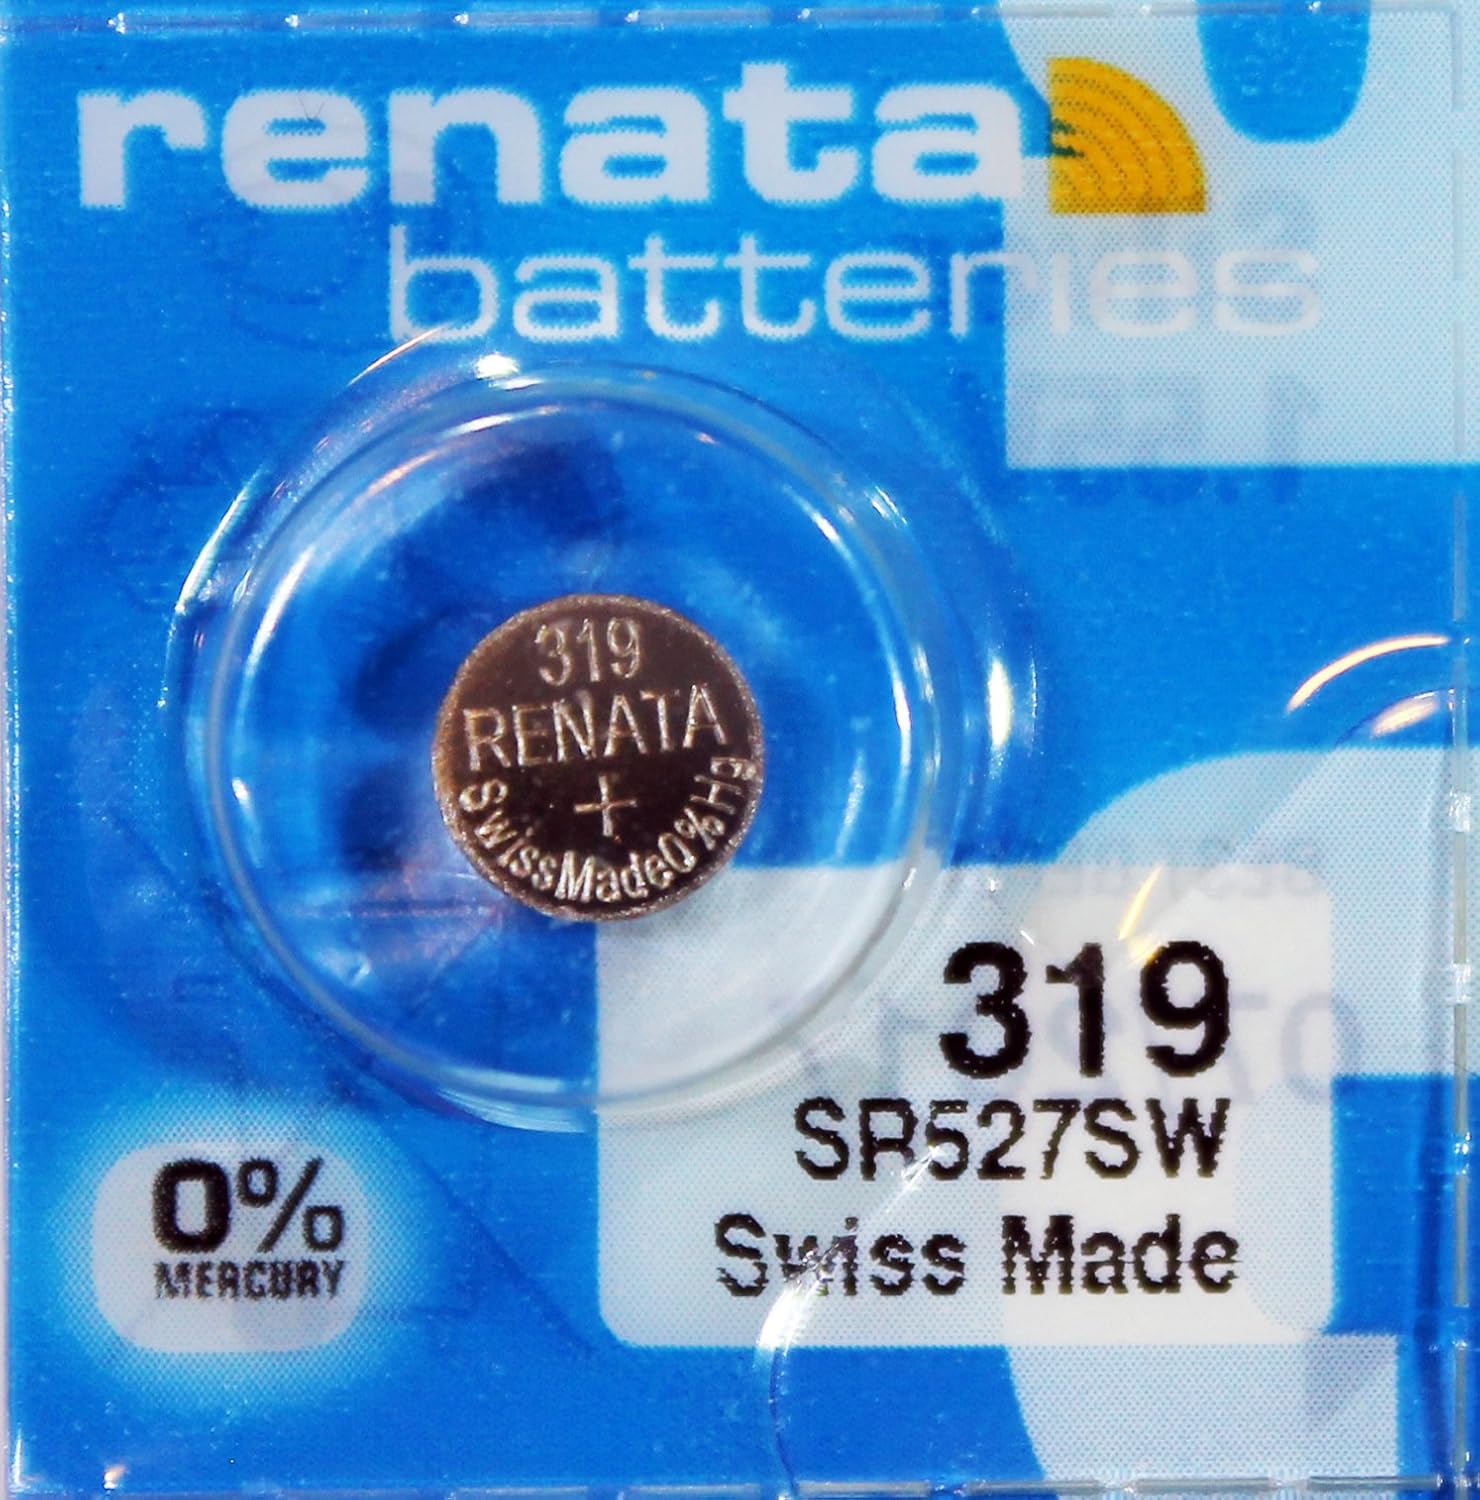 renata
batteries
319
RENATA
+
SwissMade0%Hg
319
SR527SW
Swiss Made
0%
MERCURY